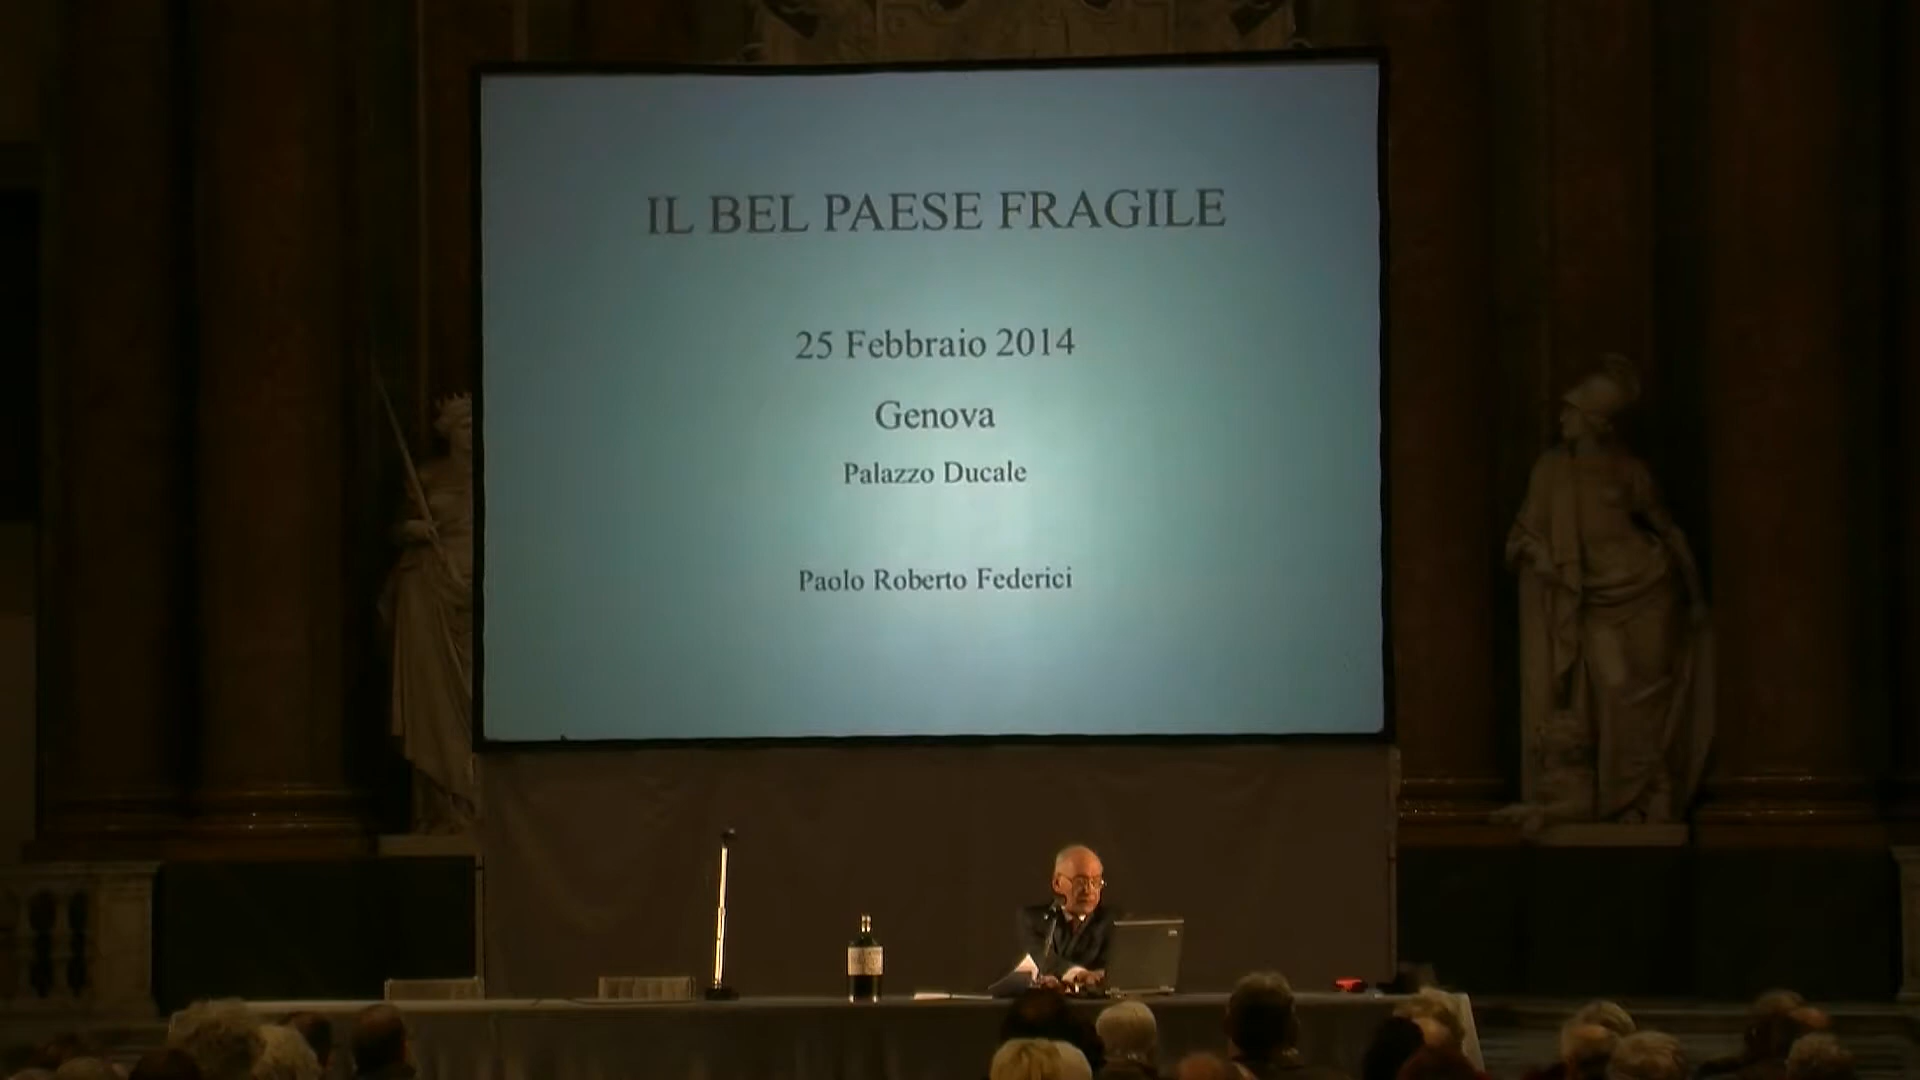 IL BEL PAESE FRAGILE
25 Febbraio 2014
Genova
Palazzo Ducale
Paolo Roberto Federici